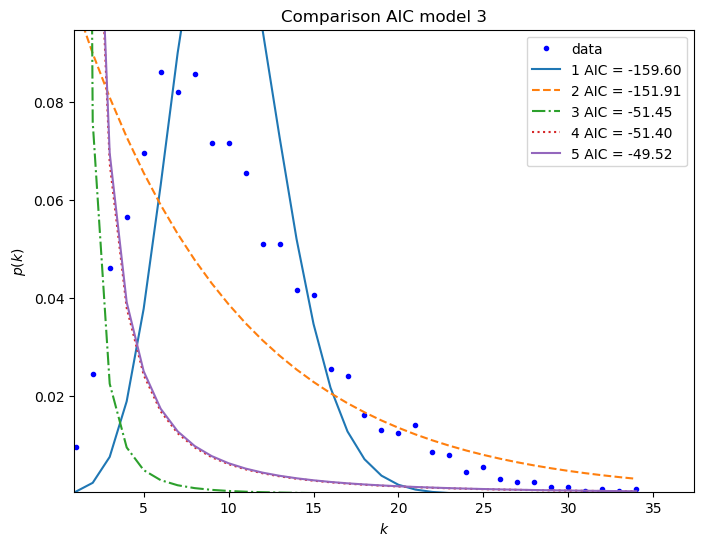 Comparison AIC model 3
data
1 AIC = -159.60
2 AIC = -151.91
3 AIC = -51.45
4 AIC = -51.40
5 AIC = -49.52
0.08
0.06
0.04
0.02
p(k)
5 10 15 20 25 30 35
k